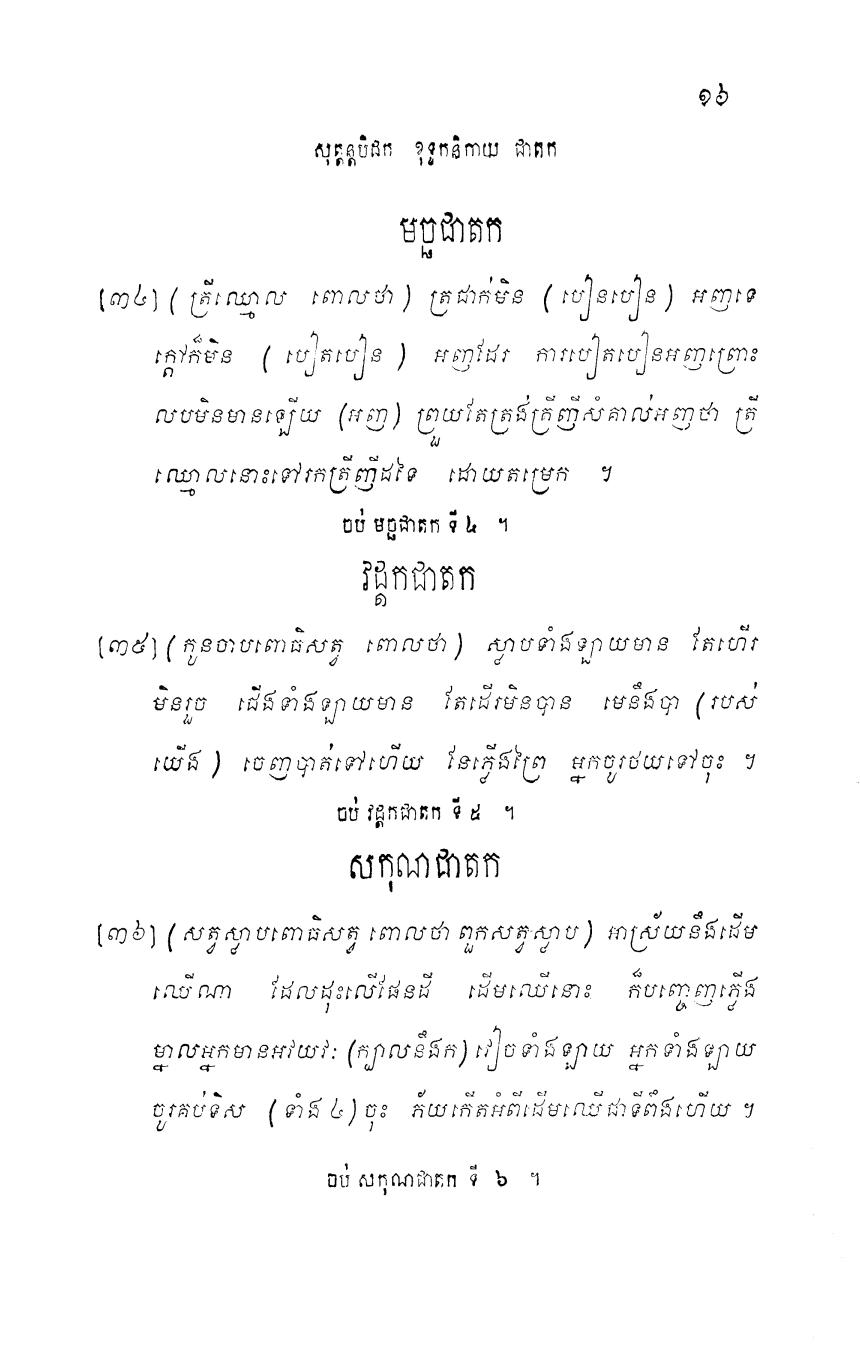 ១៦
សុត្តន្តបិដក ខុទ្ទកនិកាយ ជាតក
មច្ឆជាតក
[៣៤] ( ត្រីឈ្មោល ពោលថា ) ត្រជាក់មិន ( បៀនបៀន ) អញទេ
ក្តៅក៏មិន ( បៀតបៀន ) អញដែរ ការបៀតបៀនអញព្រោះ
លបមិនមានឡើយ (អញ) ព្រួយតែត្រង់ត្រីញីសំគាល់អញថា ត្រី
ឈ្មោលនោះទៅរកត្រីញីដទៃ ដោយតម្រេក ។
ចប់ មច្ឆជាតក ទី ៤ ។
វដ្តកជាតក
[៣៥] ( កូនចាបពោធិសត្វ ពោលថា ) ស្លាបទាំងឡាយមាន តែហើរ
មិនរួច ជើងទាំងឡាយមាន តែដើរមិនបាន មេនឹងបា (របស់
យើង ) ចេញបាត់ទៅហើយ នែភ្លើងព្រៃ អ្នកចូរថយទៅចុះ ។
ចប់ វដ្តកជាតក ទី ៥ ។
សកុណជាតក
[៣៦] ( សត្វស្លាបពោធិសត្វ ពោលថា ពួកសត្វស្លាប ) អាស្រ័យនឹងដើម
ឈើណា ដែលដុះលើផែនដី ដើមឈើនោះ ក៏បញ្ចេញភ្លើង
ម្នាលអ្នកមានអវយវៈ (ក្បាលនឹងក) វៀចទាំងឡាយ អ្នកទាំងឡាយ
ចូរគប់ទិស ( ទាំង ៤ ) ចុះ ភ័យកើតអំពីដើមឈើជាទីពឹងហើយ ។
ចប់ សកុណជាតក ទី ៦ ។